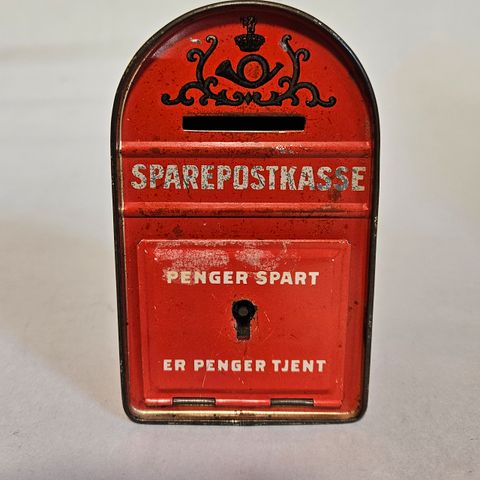 SPAREPOSTKASSE
PENGER SPART
ER PENGER TJENT